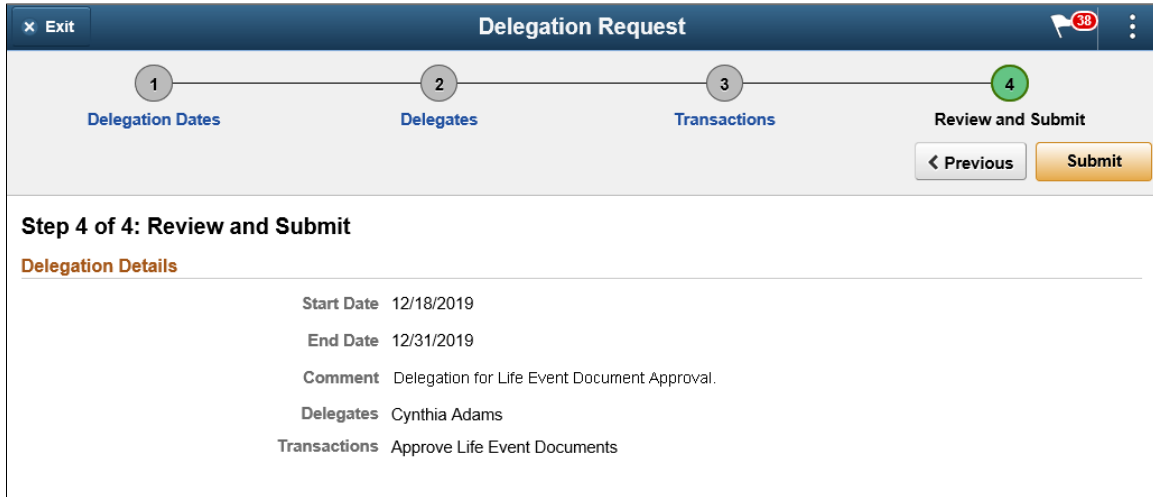 × Exit
Delegation Request
38
1
2
3
4
Delegation Dates
Delegates
Transactions
Review and Submit
Previous
Submit
Step 4 of 4: Review and Submit
Delegation Details
Start Date 12/18/2019
End Date 12/31/2019
Comment Delegation for Life Event Document Approval.
Delegates Cynthia Adams
Transactions Approve Life Event Documents